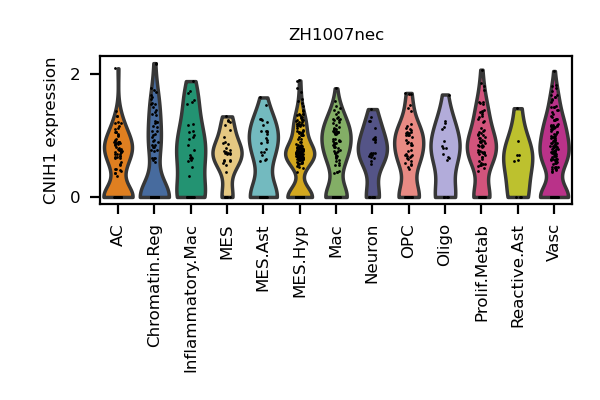 ZH1007nec
CNIH1 expression
2
0
AC
Chromatin.Reg
Inflammatory.Mac
MES
MES.Ast
MES.Hyp
Mac
Neuron
OPC
Oligo
Prolif.Metab
Reactive.Ast
Vasc